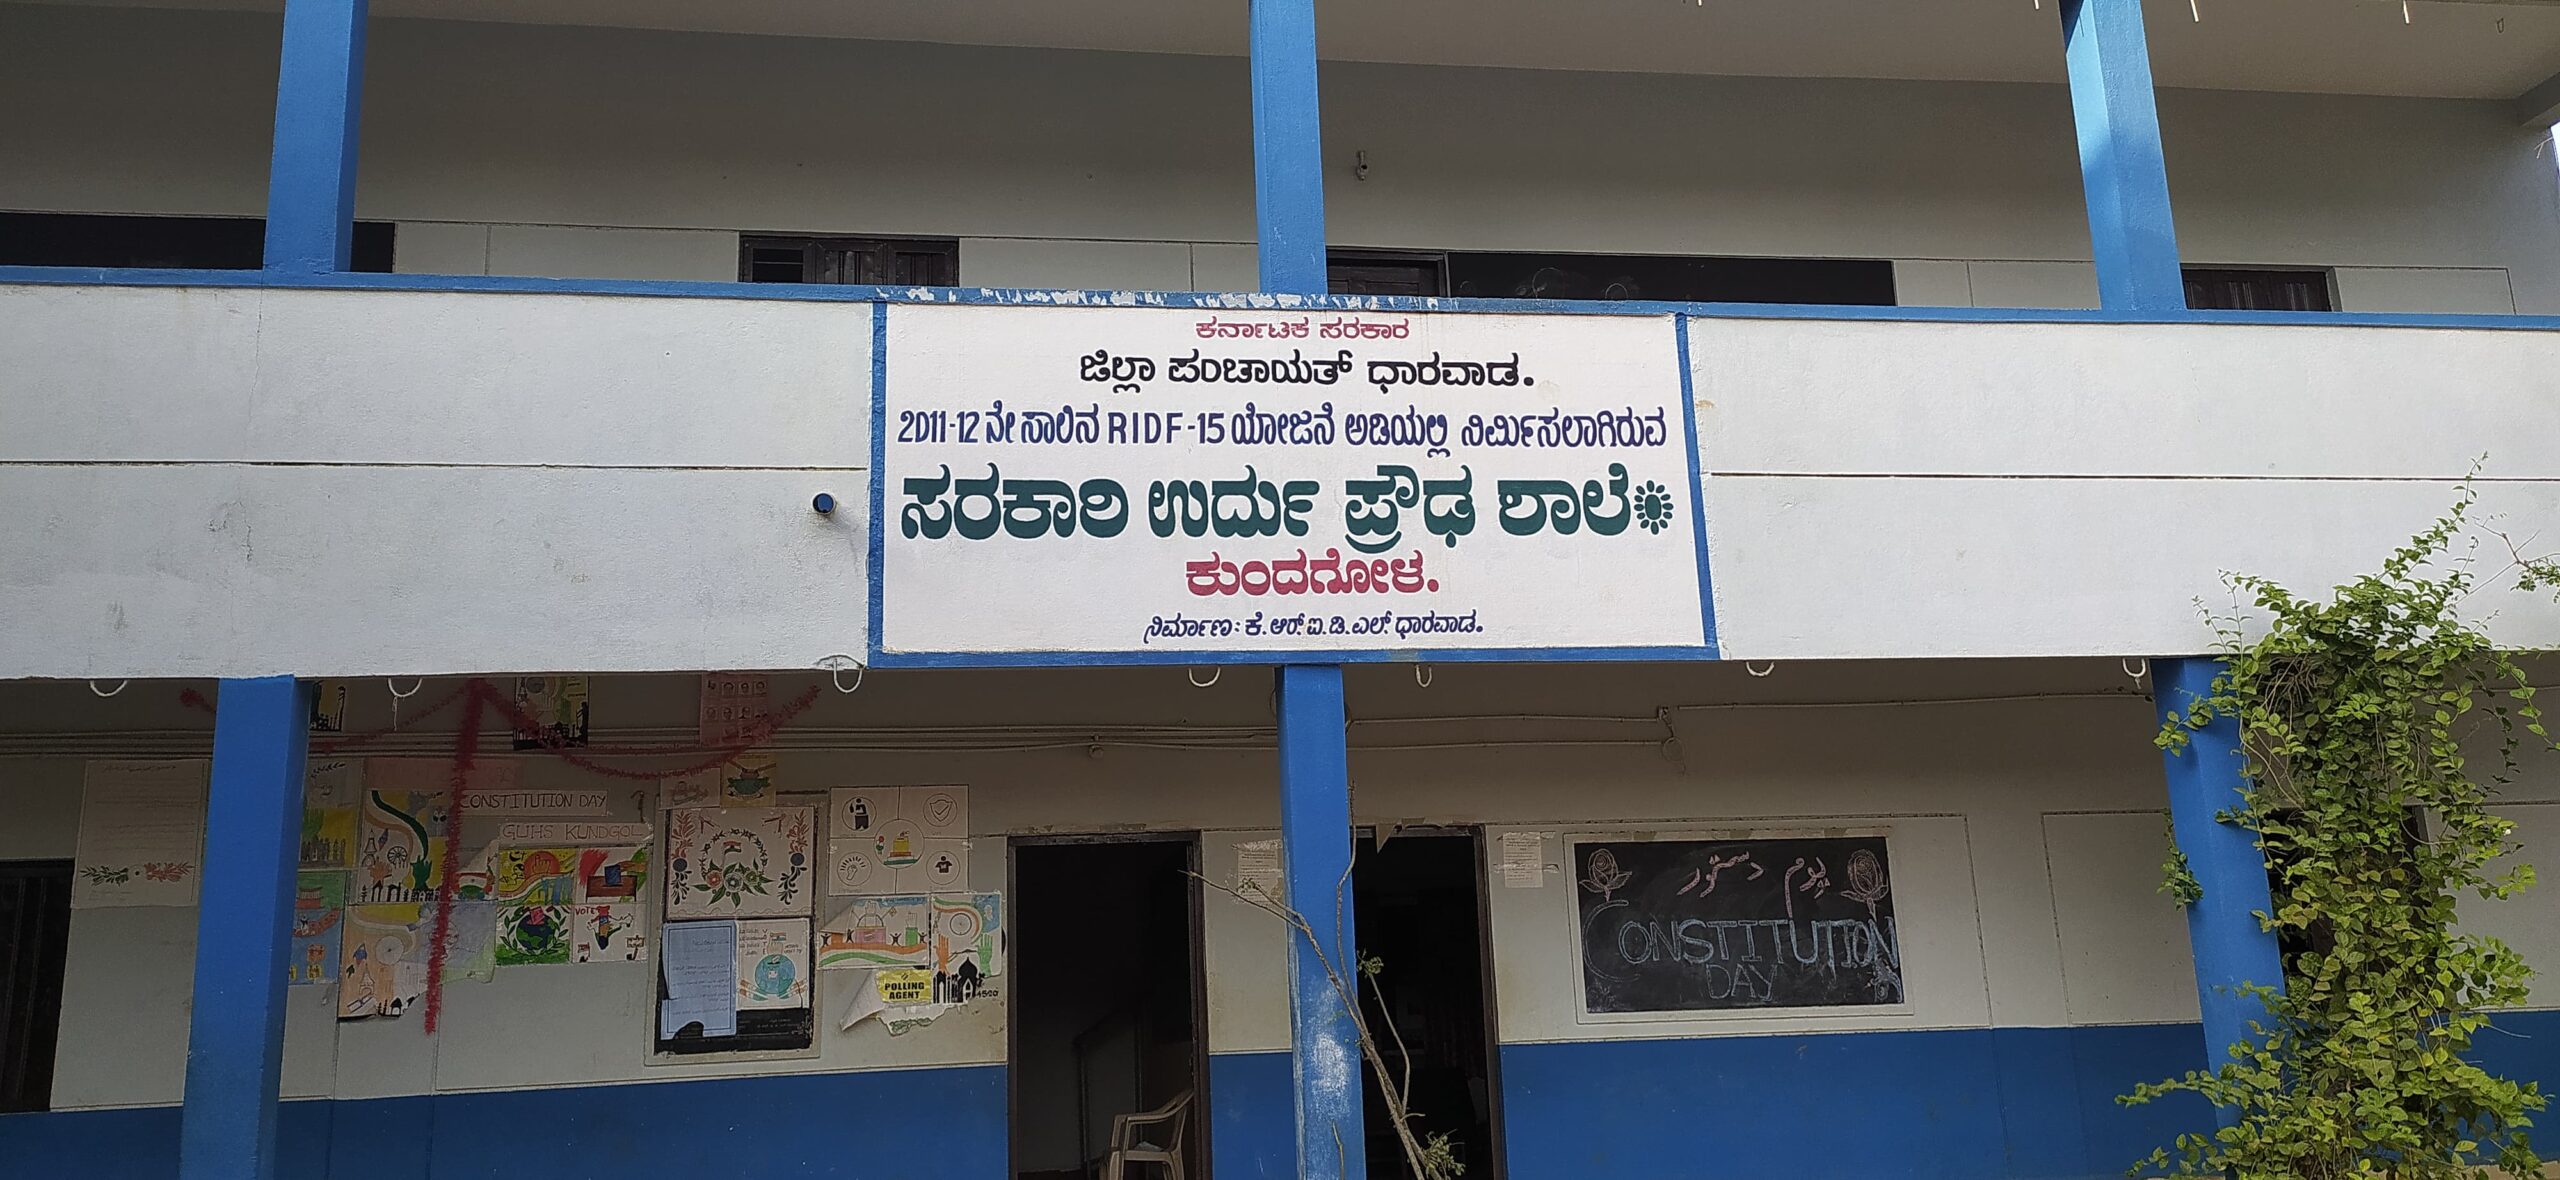 ಕರ್ನಾಟಕ ಸರಕಾರ
ಜಿಲ್ಲಾ ಪಂಚಾಯತ್ ಧಾರವಾಡ.
2011-12 ನೇ ಸಾಲಿನ RIDF-15 ಯೋಜನೆ ಅಡಿಯಲ್ಲಿ ನಿರ್ಮಿಸಲಾಗಿರುವ
ಸರಕಾರಿ ಉರ್ದು ಪ್ರೌಢ ಶಾಲೆ
ಕುಂದಗೋಳ.
ನಿರ್ಮಾಣ: ಕೆ.ಆರ್.ಐ.ಡಿ.ಎಲ್. ಧಾರವಾಡ.
CONSTITUTION DAY
GUHS KUNDGOL
VOTE
POLLING
AGENT
یوم دستور
CONSTITUTION
DAY